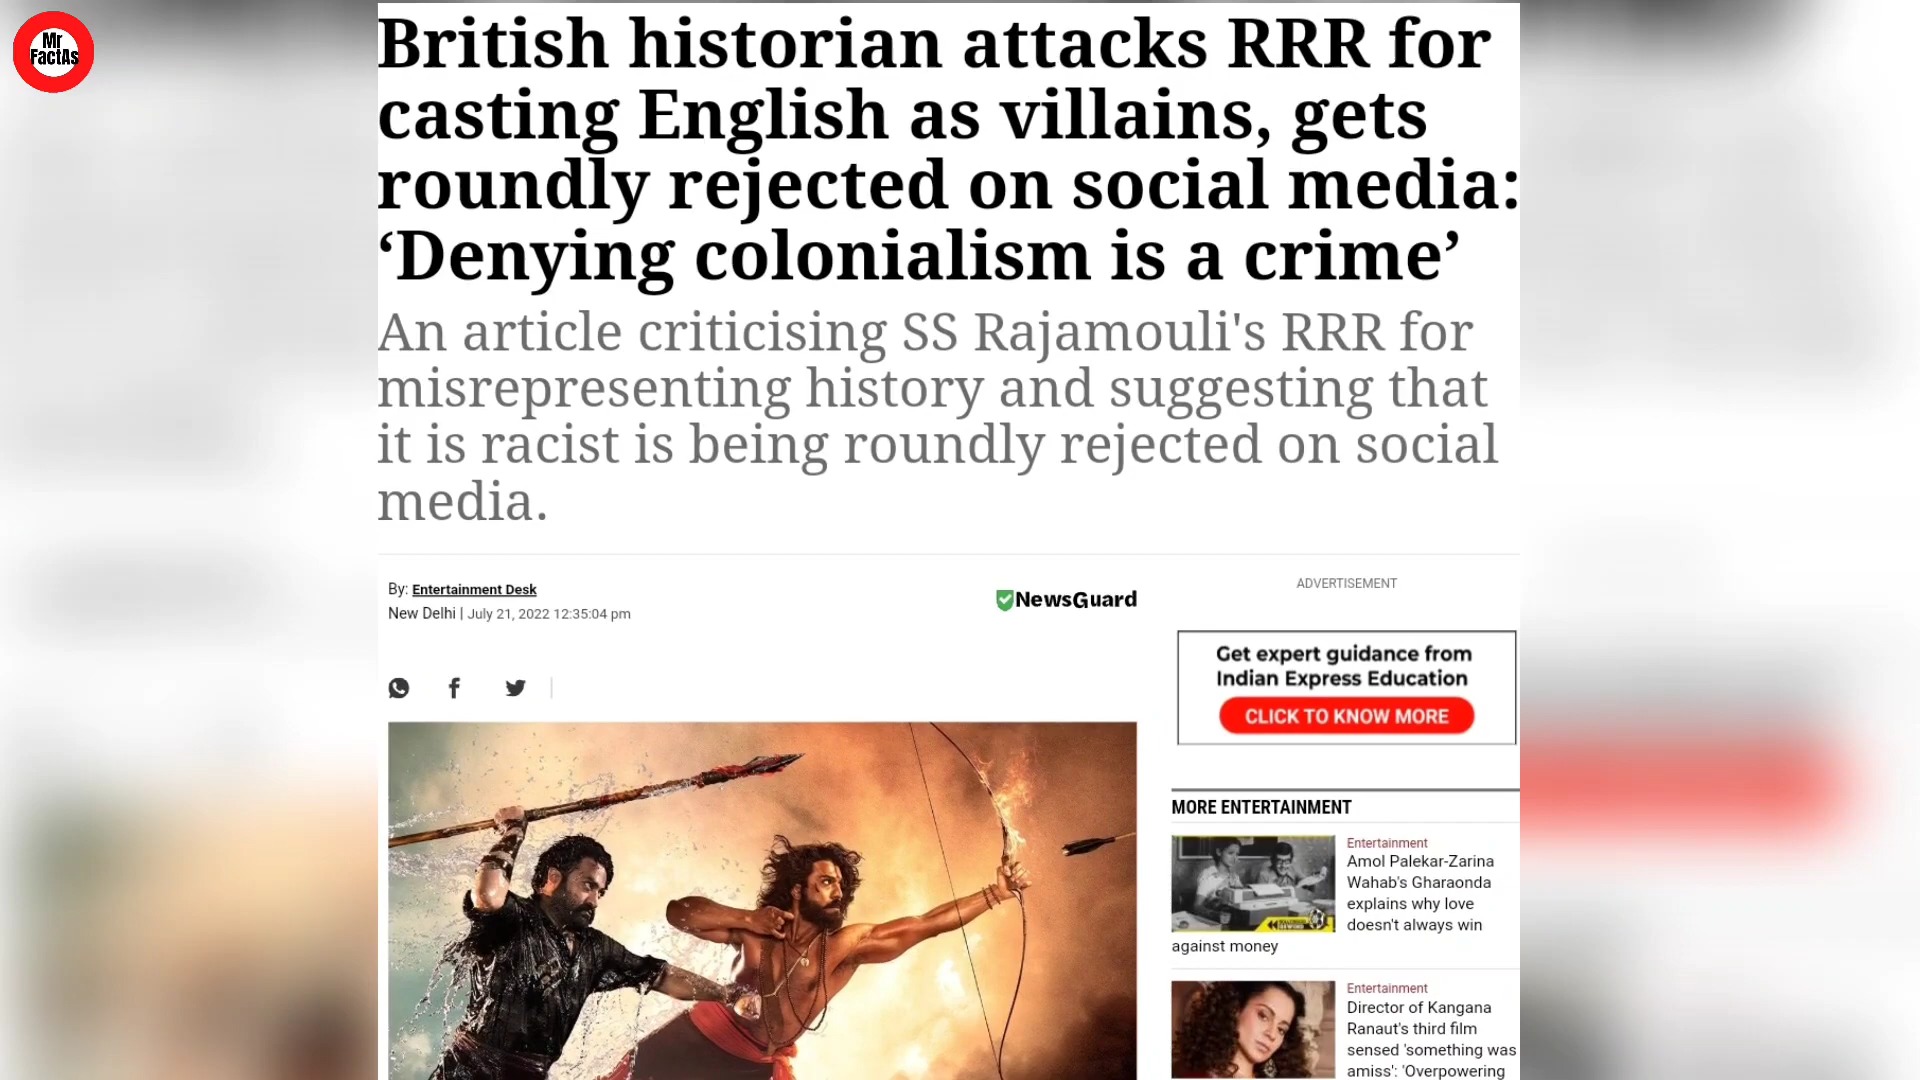 Mr
FactAs
British historian attacks RRR for
casting English as villains, gets
roundly rejected on social media:
‘Denying colonialism is a crime’
An article criticising SS Rajamouli's RRR for
misrepresenting history and suggesting that
it is racist is being roundly rejected on social
media.
By: Entertainment Desk
New Delhi | July 21, 2022 12:35:04 pm
NewsGuard
ADVERTISEMENT
Get expert guidance from
Indian Express Education
CLICK TO KNOW MORE
MORE ENTERTAINMENT
Entertainment
Amol Palekar-Zarina
Wahab's Gharaonda
explains why love
doesn't always win
against money
Entertainment
Director of Kangana
Ranaut's third film
sensed 'something was
amiss': 'Overpowering